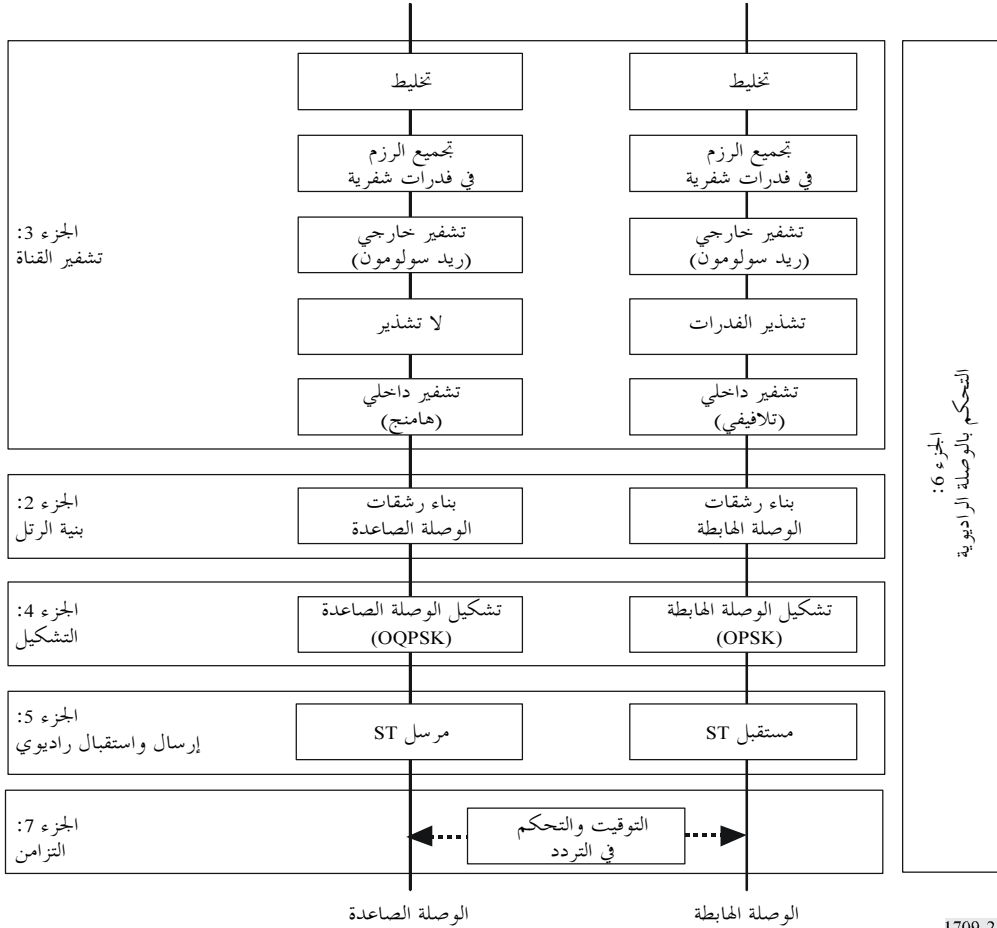 تخليط
تخليط
تجميع الرزم
في فدرات شفرية
تجميع الرزم
في فدرات شفرية
الجزء 3:
تشفير القناة
تشفير خارجي
(ريد سولومون)
تشفير خارجي
(ريد سولومون)
تشذير الفدرات
لا تشذير
تشفير داخلي
(تلافيفي)
تشفير داخلي
(هامنج)
الجزء 6:
التحكم بالوصلة الراديوية
بناء رشقات
الوصلة الهابطة
بناء رشقات
الوصلة الصاعدة
الجزء 2:
بنية الرتل
تشكيل الوصلة الهابطة
(OPSK)
تشكيل الوصلة الصاعدة
(OQPSK)
الجزء 4:
التشكيل
مستقبل ST
مرسل ST
الجزء 5:
إرسال واستقبال راديوي
التوقيت والتحكم
في التردد
الجزء 7:
التزامن
الوصلة الهابطة
الوصلة الصاعدة
1709-2